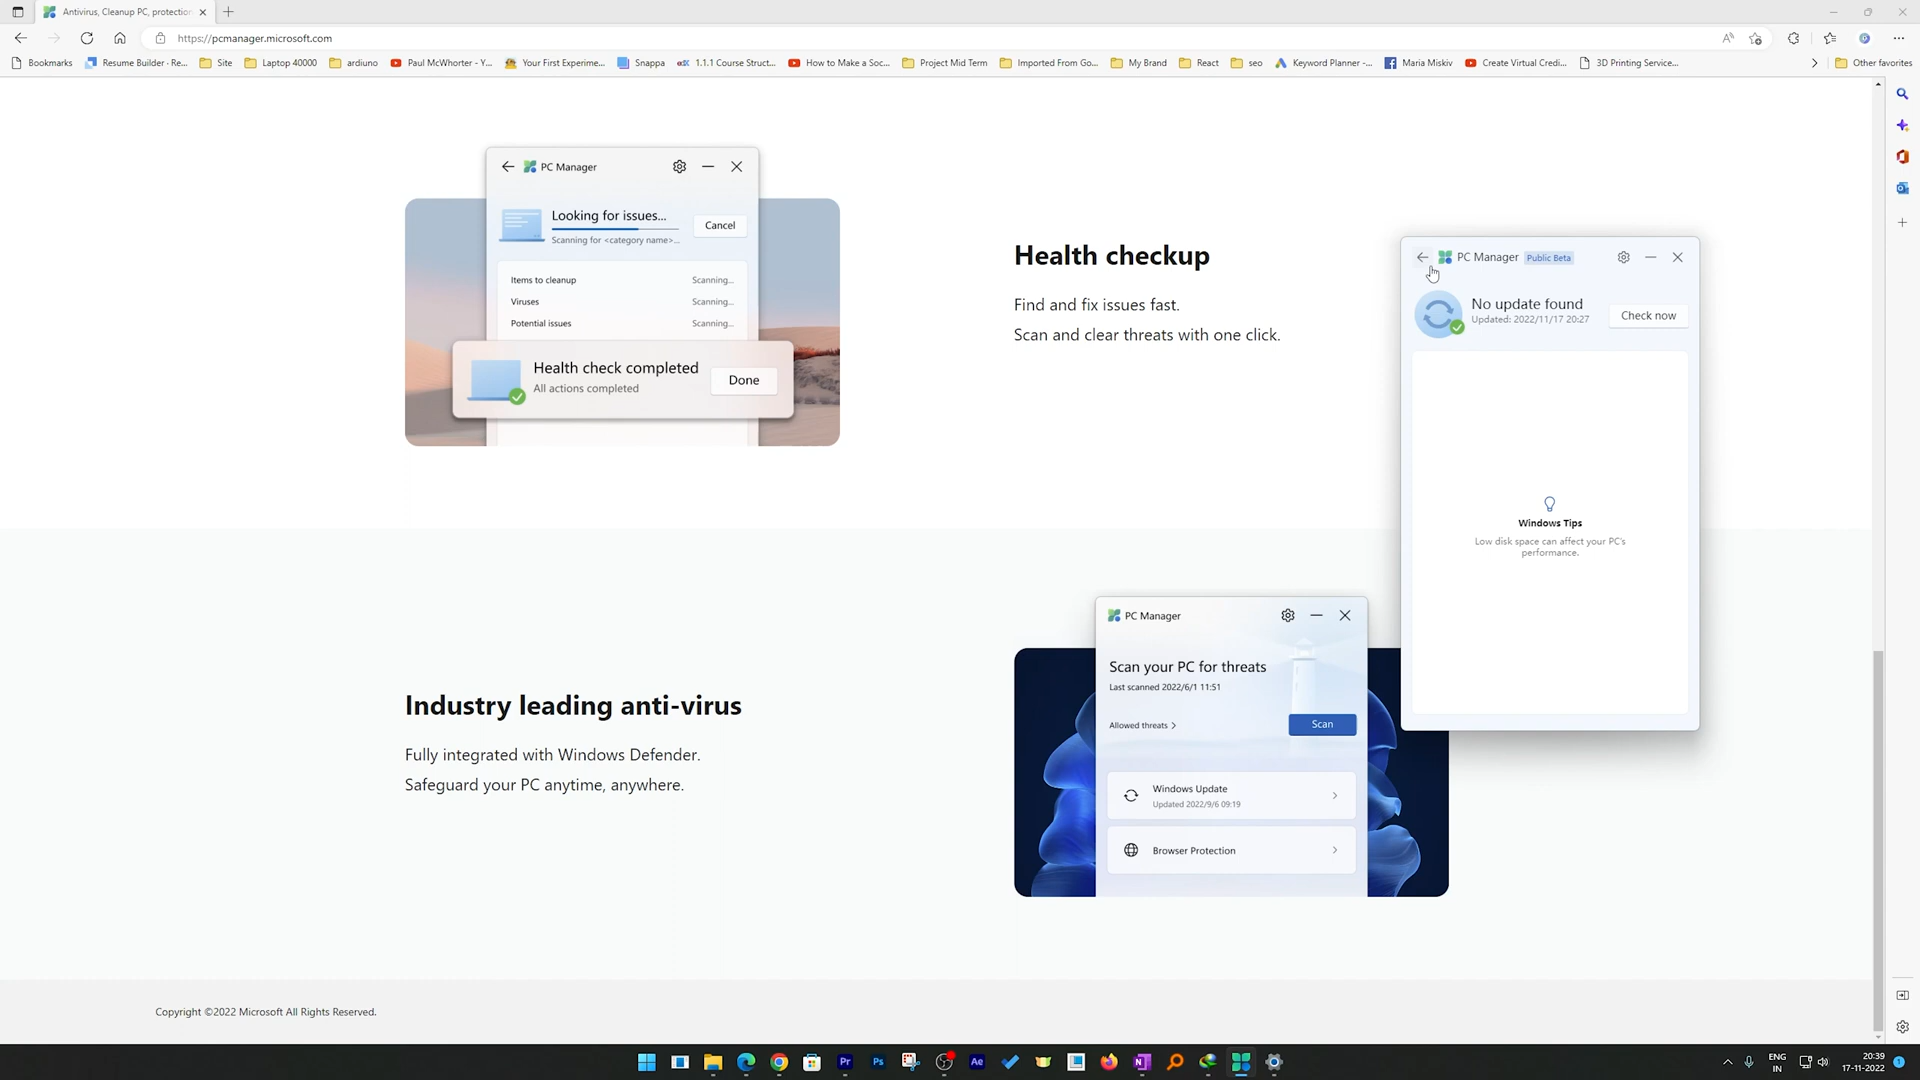 Antivirus, Cleanup PC, protection
https://pcmanager.microsoft.com
Bookmarks
Resume Builder - Re...
Site
Laptop 40000
ardiuno
Paul McWhorter - Y...
Your First Experime...
Snappa
1.1.1 Course Struct...
How to Make a Soc...
Project Mid Term
Imported From Go...
My Brand
React
seo
Keyword Planner -...
Maria Miskiv
Create Virtual Credi...
3D Printing Service...
Other favorites
PC Manager
Looking for issues...
Cancel
Scanning for <category name>...
Items to cleanup Scanning...
Viruses Scanning...
Potential issues Scanning...
Health check completed
All actions completed
Done
Health checkup
Find and fix issues fast.
Scan and clear threats with one click.
PC Manager Public Beta
No update found
Updated: 2022/11/17 20:27
Check now
Windows Tips
Low disk space can affect your PC's
performance.
Industry leading anti-virus
Fully integrated with Windows Defender.
Safeguard your PC anytime, anywhere.
PC Manager
Scan your PC for threats
Last scanned 2022/6/1 11:51
Allowed threats
Scan
Windows Update
Updated 2022/9/6 09:19
Browser Protection
Copyright ©2022 Microsoft All Rights Reserved.
Pr
Ps
Ae
ENG
IN
20:39
17-11-2022